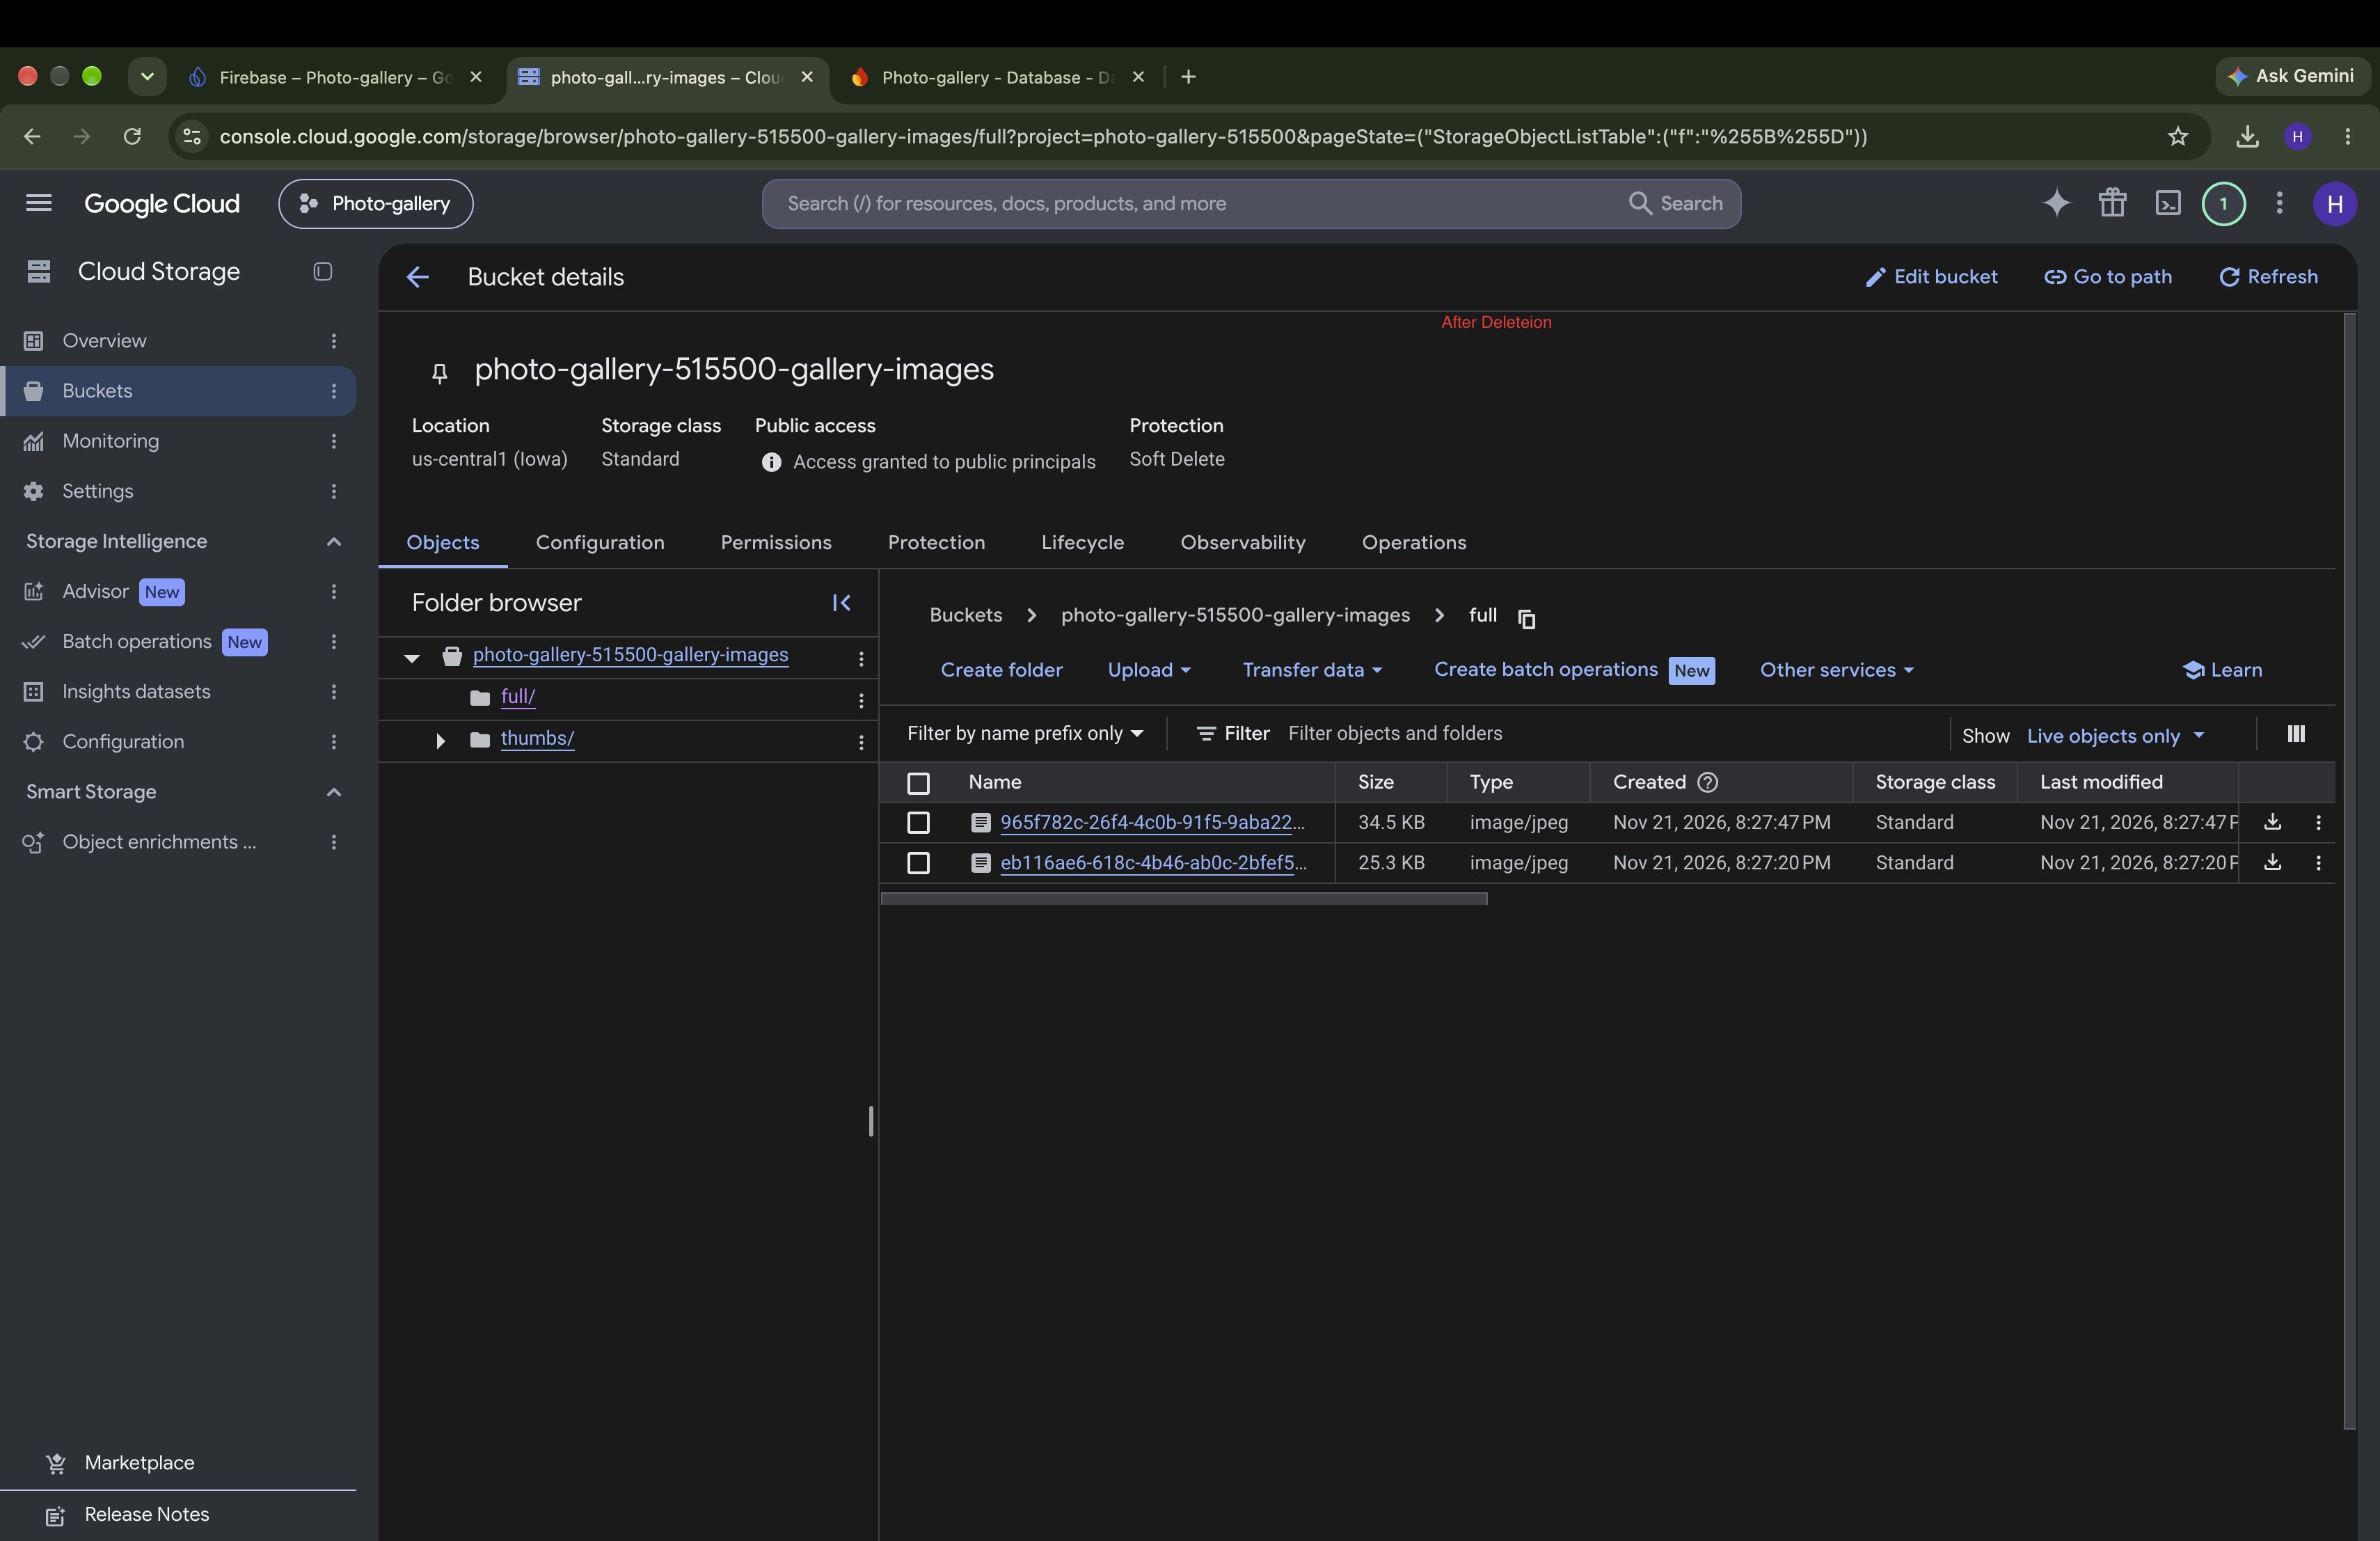 Firebase – Photo-gallery – Go
photo-gall...ry-images – Clou
Photo-gallery - Database - Da
Ask Gemini
console.cloud.google.com/storage/browser/photo-gallery-515500-gallery-images/full?project=photo-gallery-515500&pageState=("StorageObjectListTable":("f":"%255B%255D"))
H
Google Cloud
Photo-gallery
Search (/) for resources, docs, products, and more
Search
1
H
Cloud Storage
Overview
Buckets
Monitoring
Settings
Storage Intelligence
Advisor New
Batch operations New
Insights datasets
Configuration
Smart Storage
Object enrichments ...
Marketplace
Release Notes
Bucket details
Edit bucket
Go to path
Refresh
After Deleteion
photo-gallery-515500-gallery-images
Location Storage class Public access Protection
us-central1 (Iowa) Standard Access granted to public principals Soft Delete
Objects Configuration Permissions Protection Lifecycle Observability Operations
Folder browser
photo-gallery-515500-gallery-images
full/
thumbs/
Buckets photo-gallery-515500-gallery-images full
Create folder Upload Transfer data Create batch operations New Other services Learn
Filter by name prefix only Filter Filter objects and folders Show Live objects only
Name Size Type Created Storage class Last modified
965f782c-26f4-4c0b-91f5-9aba22... 34.5 KB image/jpeg Nov 21, 2026, 8:27:47 PM Standard Nov 21, 2026, 8:27:47 P
eb116ae6-618c-4b46-ab0c-2bfef5... 25.3 KB image/jpeg Nov 21, 2026, 8:27:20 PM Standard Nov 21, 2026, 8:27:20 P